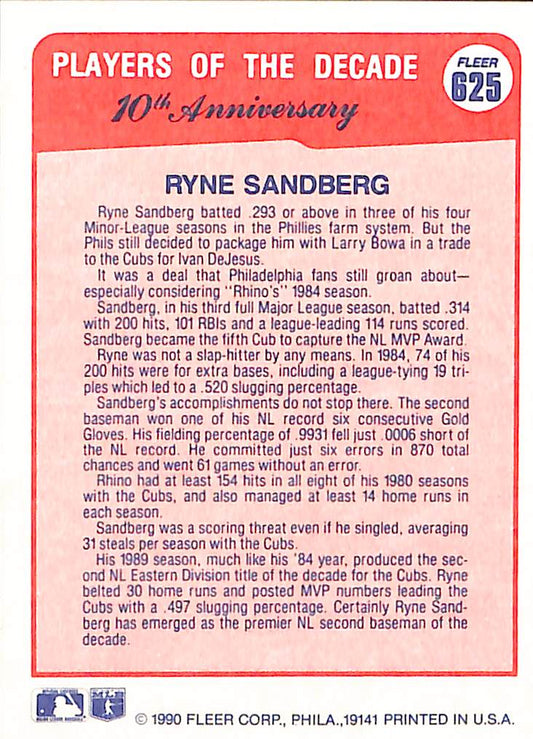 PLAYERS OF THE DECADE
10th Anniversary
FLEER
625
RYNE SANDBERG
Ryne Sandberg batted .293 or above in three of his four
Minor-League seasons in the Phillies farm system. But the
Phils still decided to package him with Larry Bowa in a trade
to the Cubs for Ivan DeJesus.
It was a deal that Philadelphia fans still groan about—
especially considering "Rhino's" 1984 season.
Sandberg, in his third full Major League season, batted .314
with 200 hits, 101 RBIs and a league-leading 114 runs scored.
Sandberg became the fifth Cub to capture the NL MVP Award.
Ryne was not a slap-hitter by any means. In 1984, 74 of his
200 hits were for extra bases, including a league-tying 19 tri-
ples which led to a .520 slugging percentage.
Sandberg's accomplishments do not stop there. The second
baseman won one of his NL record six consecutive Gold
Gloves. His fielding percentage of .9931 fell just .0006 short of
the NL record. He committed just six errors in 870 total
chances and went 61 games without an error.
Rhino had at least 154 hits in all eight of his 1980 seasons
with the Cubs, and also managed at least 14 home runs in
each season.
Sandberg was a scoring threat even if he singled, averaging
31 steals per season with the Cubs.
His 1989 season, much like his '84 year, produced the sec-
ond NL Eastern Division title of the decade for the Cubs. Ryne
belted 30 home runs and posted MVP numbers leading the
Cubs with a .497 slugging percentage. Certainly Ryne Sand-
berg has emerged as the premier NL second baseman of the
decade.
© 1990 FLEER CORP., PHILA.,19141 PRINTED IN U.S.A.